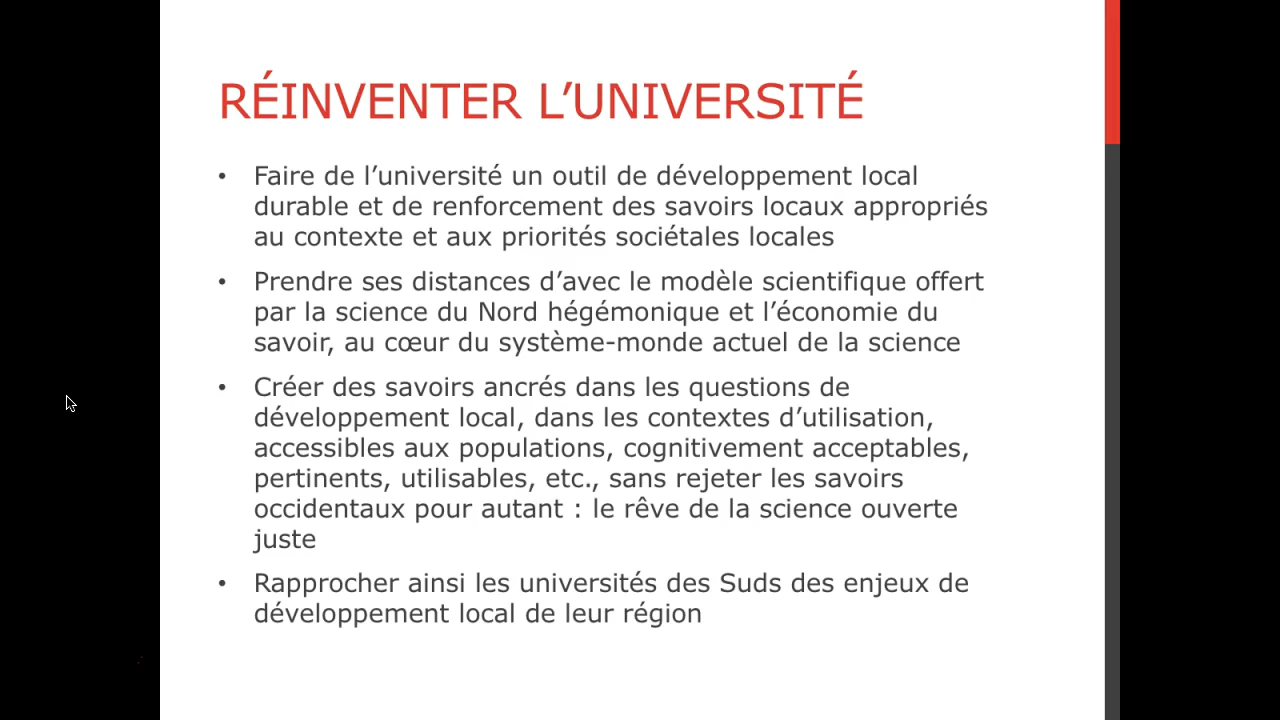 RÉINVENTER L’UNIVERSITÉ
• Faire de l’université un outil de développement local
durable et de renforcement des savoirs locaux appropriés
au contexte et aux priorités sociétales locales
• Prendre ses distances d’avec le modèle scientifique offert
par la science du Nord hégémonique et l’économie du
savoir, au cœur du système-monde actuel de la science
• Créer des savoirs ancrés dans les questions de
développement local, dans les contextes d’utilisation,
accessibles aux populations, cognitivement acceptables,
pertinents, utilisables, etc., sans rejeter les savoirs
occidentaux pour autant : le rêve de la science ouverte
juste
• Rapprocher ainsi les universités des Suds des enjeux de
développement local de leur région